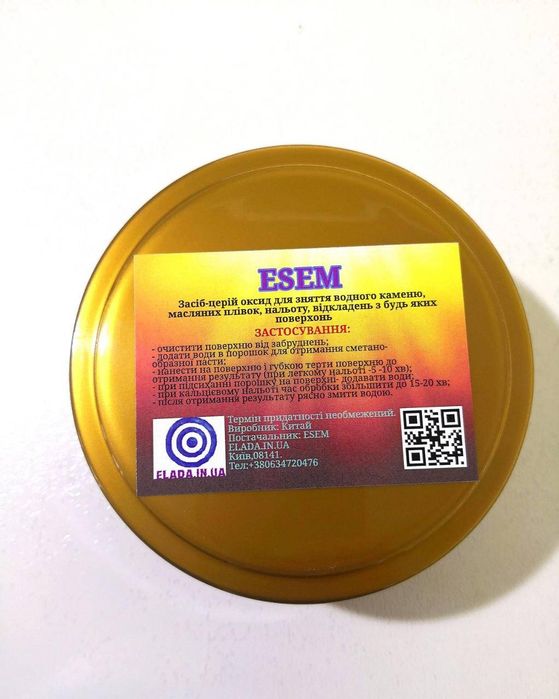 ESEM
Засіб-церій оксид для зняття водного каменю,
масляних плівок, нальоту, відкладень з будь яких
поверхонь
ЗАСТОСУВАННЯ:
- очистити поверхню від забруднень;
- додати води в порошок для отримання сметано-
образної пасти;
- нанести на поверхню і губкою терти поверхню до
отримання результату (при легкому нальоті -5 -10 хв);
- при підсиханні порошку на поверхні- додавати води;
- при кальцієвому нальоті час обробки збільшити до 15-20 хв;
- після отримання результату рясно змити водою.
Термін придатності необмежений.
Виробник: Китай
Постачальник: ESEM
ELADA.IN.UA
Київ,08141.
Тел:+380634720476
ELADA.IN.UA